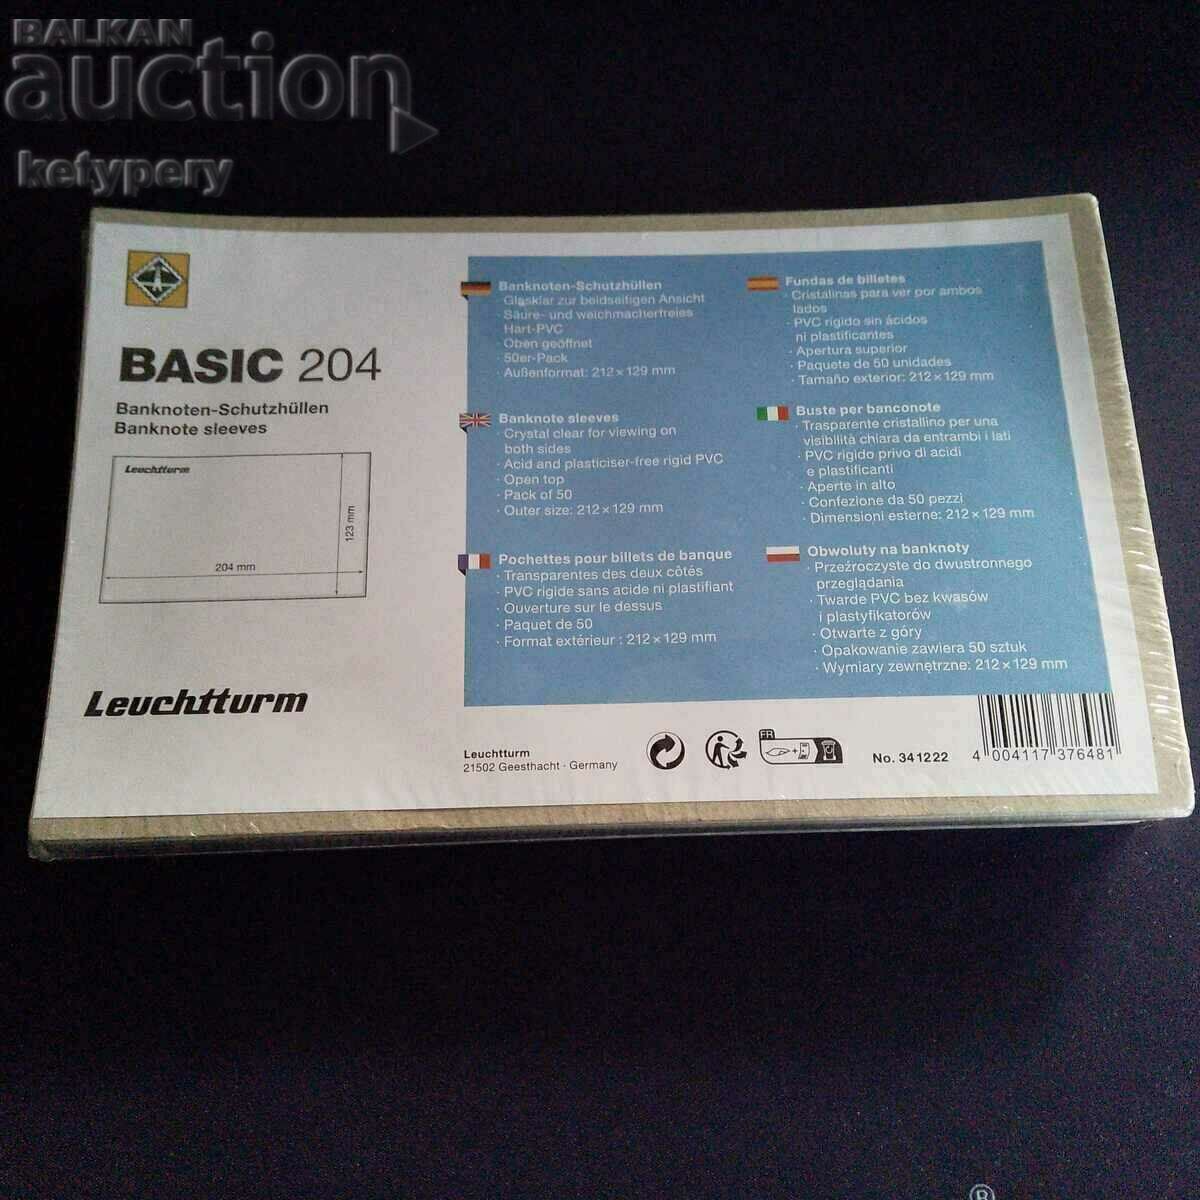 BALKAN
auction
ketypery
BASIC 204
Banknoten-Schutzhüllen
Banknote sleeves
Leuchtturm
123 mm
204 mm
Leuchtturm
Banknoten-Schutzhüllen
· Glasklar zur beidseitigen Ansicht
· Säure- und weichmacherfreies
Hart-PVC
· Oben geöffnet
· 50er-Pack
· Außenformat: 212 × 129 mm
Banknote sleeves
· Crystal clear for viewing on
both sides
· Acid and plasticiser-free rigid PVC
· Open top
· Pack of 50
· Outer size: 212 × 129 mm
Pochettes pour billets de banque
· Transparentes des deux côtés
· PVC rigide sans acide ni plastifiant
· Ouverture sur le dessus
· Paquet de 50
· Format extérieur : 212 × 129 mm
Fundas de billetes
· Cristalinas para ver por ambos
lados
· PVC rigido sin ácidos
ni plastificantes
· Apertura superior
· Paquete de 50 unidades
· Tamaño exterior: 212 × 129 mm
Buste per banconote
· Trasparente cristallino per una
visibilità chiara da entrambi i lati
· PVC rigido privo di acidi
e plastificanti
· Aperte in alto
· Confezione da 50 pezzi
· Dimensioni esterne: 212 × 129 mm
Obwoluty na banknoty
· Przeźroczyste do dwustronnego
przeglądania
· Twarde PVC bez kwasów
i plastyfikatorów
· Otwarte z góry
· Opakowanie zawiera 50 sztuk
· Wymiary zewnętrzne: 212 × 129 mm
Leuchtturm
21502 Geesthacht · Germany
FR
No. 341222
4 004117 376481
®